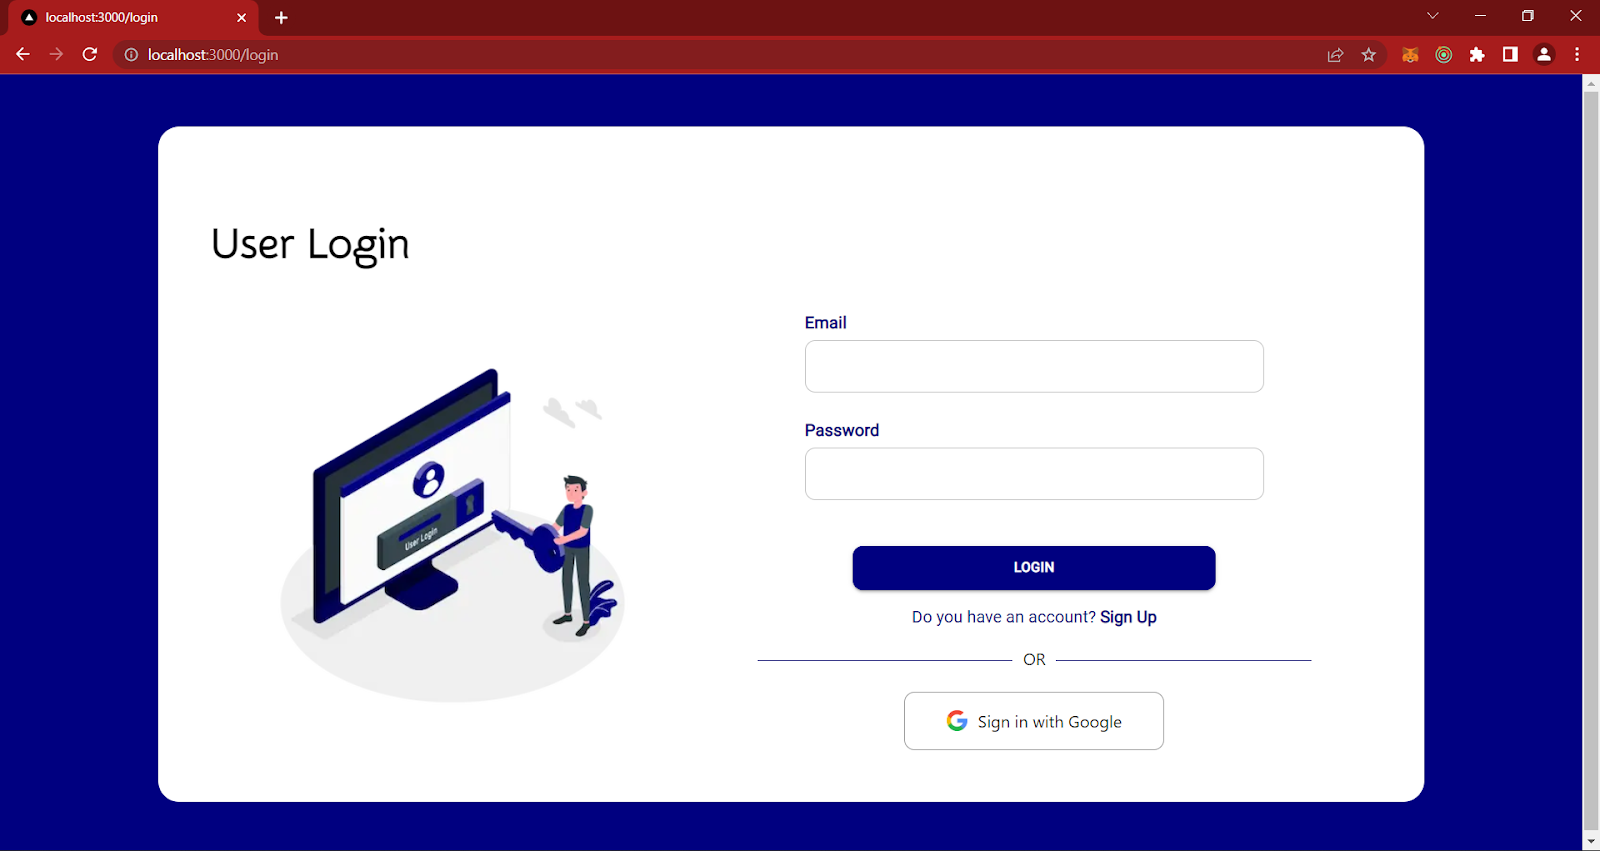 localhost:3000/login
localhost:3000/login
User Login
Email
User Login
Password
LOGIN
Do you have an account? Sign Up
OR
Sign in with Google